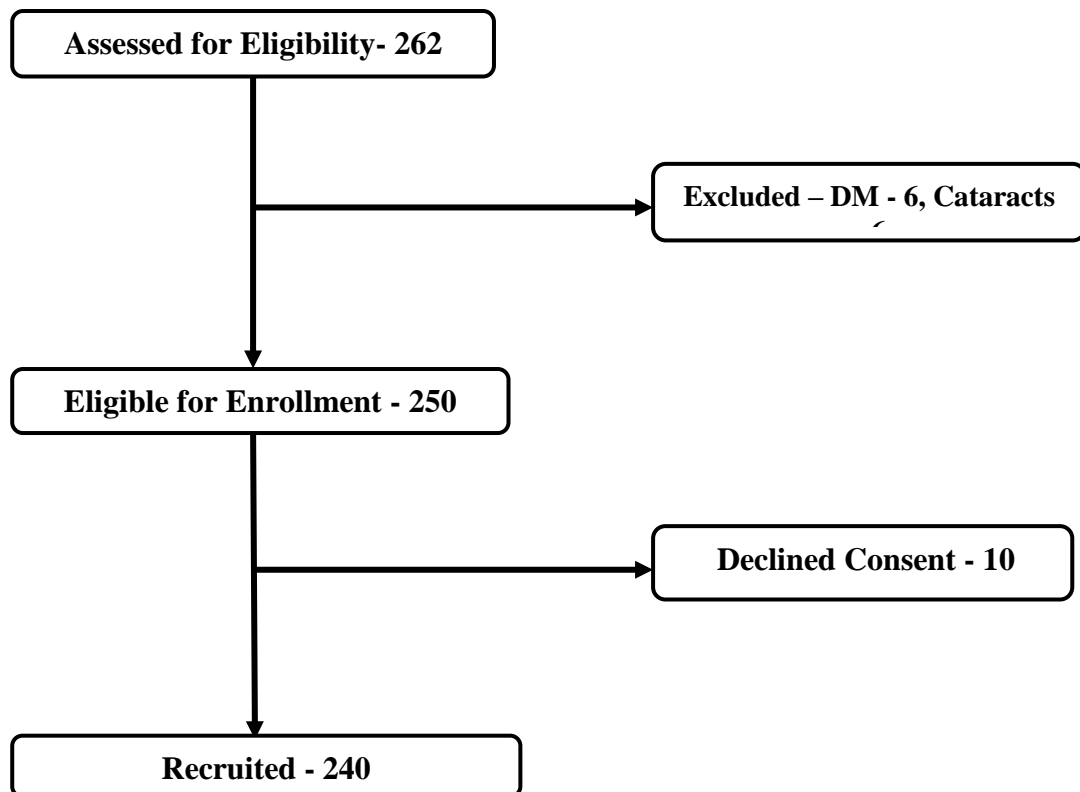 Assessed for Eligibility- 262
Excluded – DM - 6, Cataracts
Eligible for Enrollment - 250
Declined Consent - 10
Recruited - 240